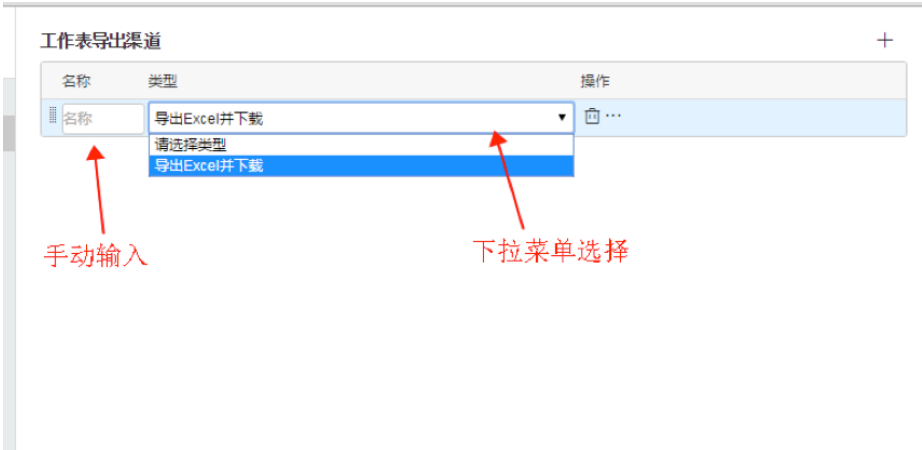 工作表导出渠道
名称 类型 操作
名称 导出Excel并下载
请选择类型
导出Excel并下载
手动输入 下拉菜单选择